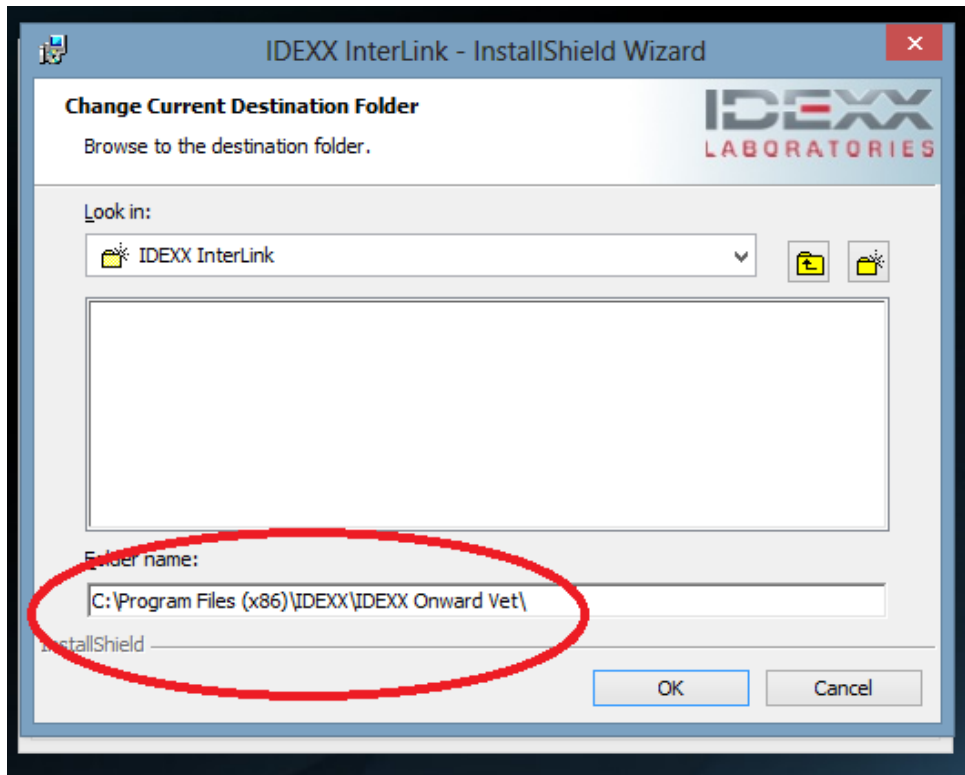 IDEXX InterLink - InstallShield Wizard
Change Current Destination Folder
Browse to the destination folder.
IDEXX
LABORATORIES
Look in:
IDEXX InterLink
Folder name:
C:\Program Files (x86)\IDEXX\IDEXX Onward Vet\
InstallShield
OK
Cancel